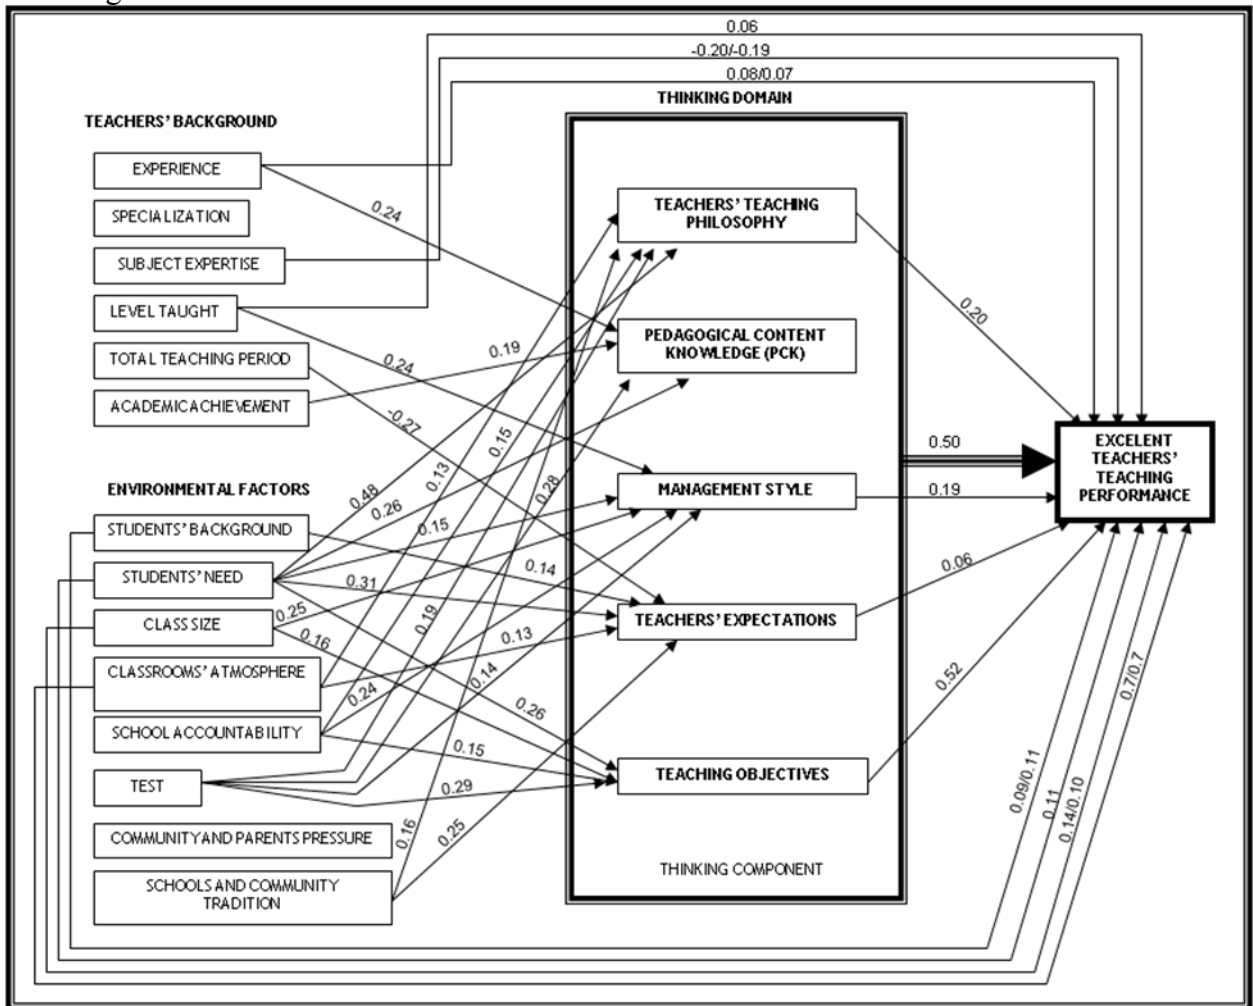 0.06
-0.20/-0.19
0.08/0.07
THINKING DOMAIN
TEACHERS' BACKGROUND
EXPERIENCE
SPECIALIZATION
SUBJECT EXPERTISE
LEVEL TAUGHT
TOTAL TEACHING PERIOD
ACADEMIC ACHIEVEMENT
0.24
0.19
0.24
-0.27
ENVIRONMENTAL FACTORS
STUDENTS' BACKGROUND
STUDENTS' NEED
CLASS SIZE
CLASSROOMS' ATMOSPHERE
SCHOOL ACCOUNTABILITY
TEST
COMMUNITY AND PARENTS PRESSURE
SCHOOLS AND COMMUNITY
TRADITION
0.48
0.13
0.15
0.28
0.26
0.15
0.14
0.31
0.25
0.16
0.19
0.13
0.24
0.14
0.26
0.15
0.29
0.16
0.25
TEACHERS' TEACHING
PHILOSOPHY
PEDAGOGICAL CONTENT
KNOWLEDGE (PCK)
MANAGEMENT STYLE
TEACHERS' EXPECTATIONS
TEACHING OBJECTIVES
THINKING COMPONENT
0.20
0.50
0.19
0.06
0.52
EXCELENT
TEACHERS'
TEACHING
PERFORMANCE
0.09/0.11
0.11
0.14/0.10
0.7/0.7